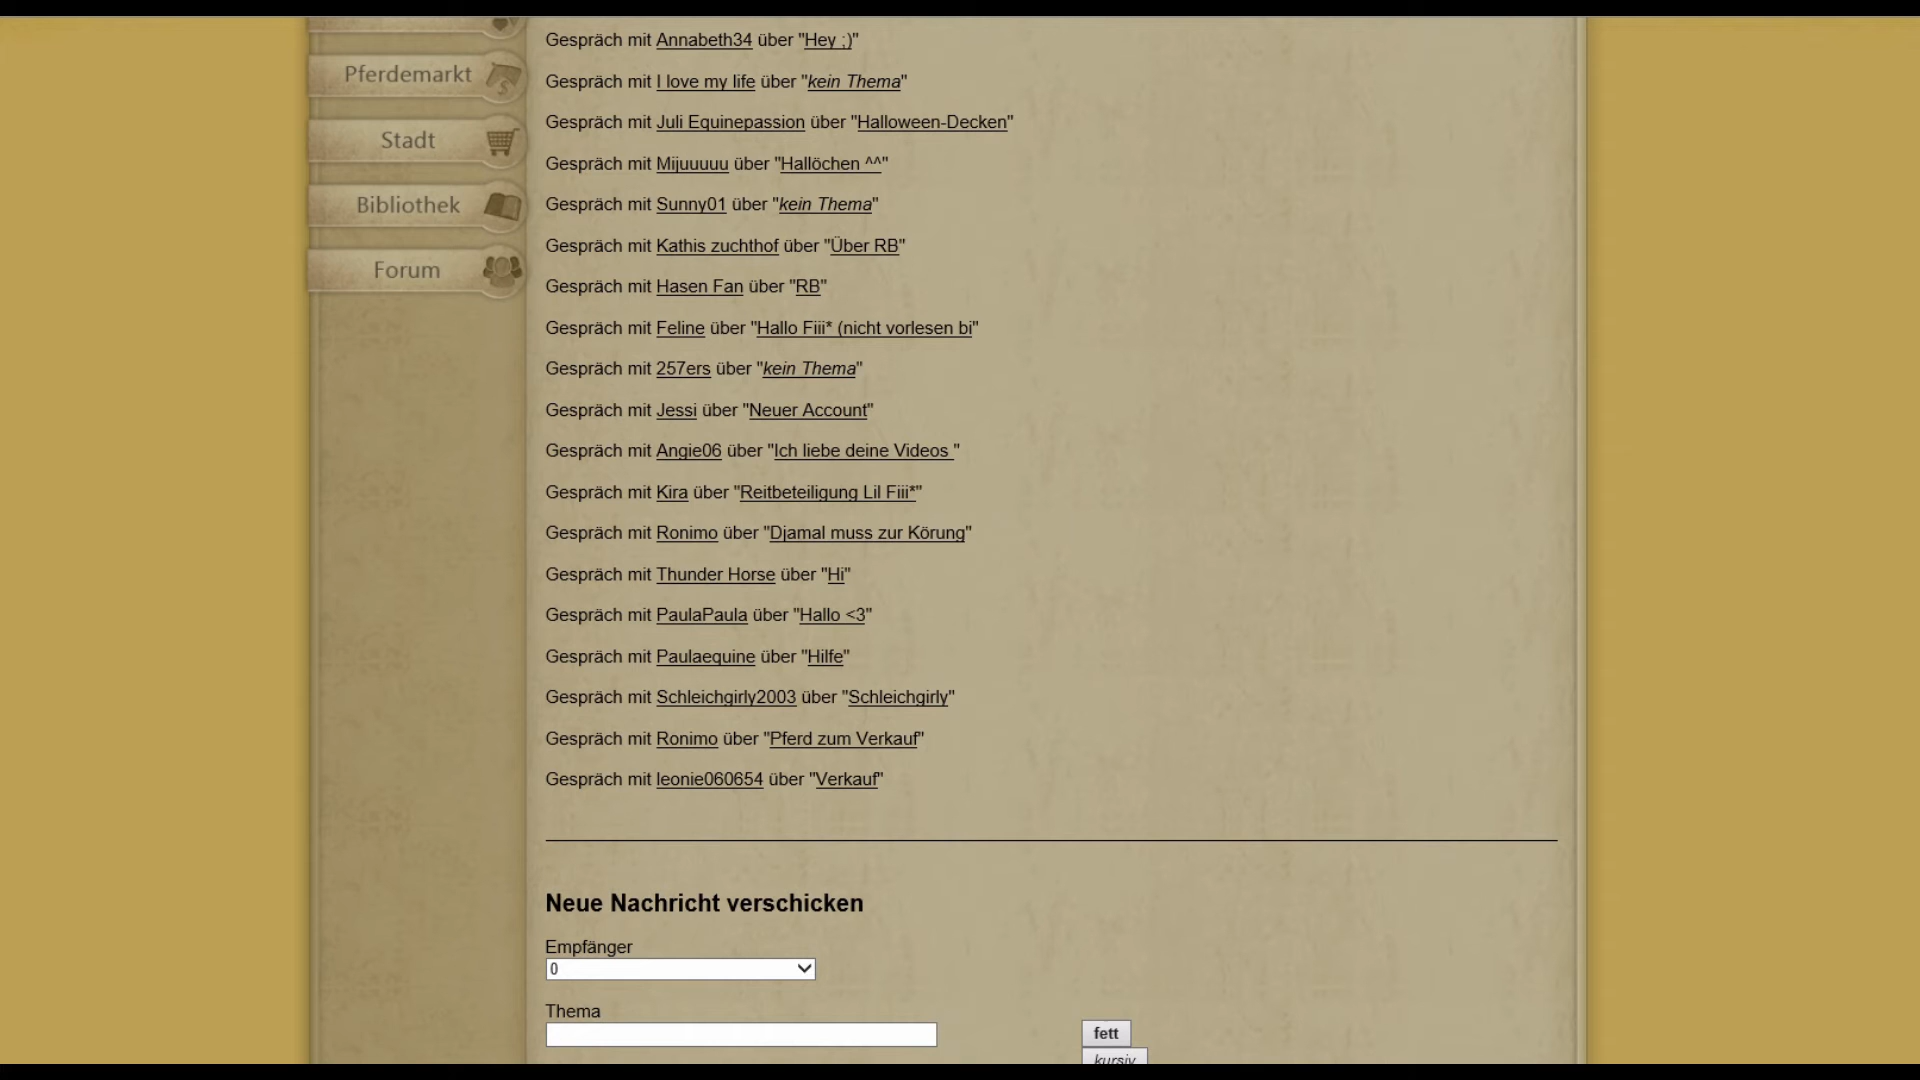 Pferdemarkt
Stadt
Bibliothek
Forum
Gespräch mit Annabeth34 über "Hey ;)"
Gespräch mit I love my life über "kein Thema"
Gespräch mit Juli Equinepassion über "Halloween-Decken"
Gespräch mit Mijuuuuu über "Hallöchen ^^"
Gespräch mit Sunny01 über "kein Thema"
Gespräch mit Kathis zuchthof über "Über RB"
Gespräch mit Hasen Fan über "RB"
Gespräch mit Feline über "Hallo Fiii* (nicht vorlesen bi"
Gespräch mit 257ers über "kein Thema"
Gespräch mit Jessi über "Neuer Account"
Gespräch mit Angie06 über "Ich liebe deine Videos "
Gespräch mit Kira über "Reitbeteiligung Lil Fiii*"
Gespräch mit Ronimo über "Djamal muss zur Körung"
Gespräch mit Thunder Horse über "Hi"
Gespräch mit PaulaPaula über "Hallo <3"
Gespräch mit Paulaequine über "Hilfe"
Gespräch mit Schleichgirly2003 über "Schleichgirly"
Gespräch mit Ronimo über "Pferd zum Verkauf"
Gespräch mit leonie060654 über "Verkauf"
Neue Nachricht verschicken
Empfänger
0
Thema
fett
kursiv